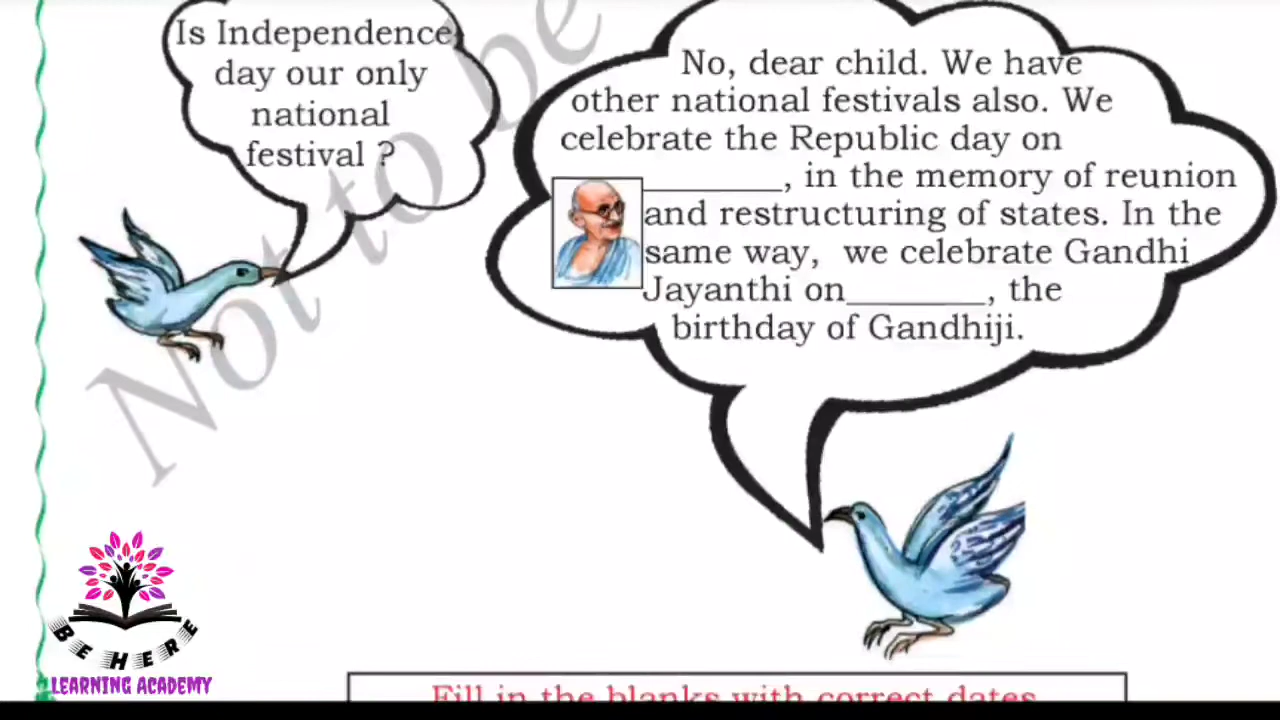 Is Independence
day our only
national
festival ?
No, dear child. We have
other national festivals also. We
celebrate the Republic day on
________, in the memory of reunion
and restructuring of states. In the
same way, we celebrate Gandhi
Jayanthi on________, the
birthday of Gandhiji.
Not to be
BE HERE
LEARNING ACADEMY
Fill in the blanks with correct dates